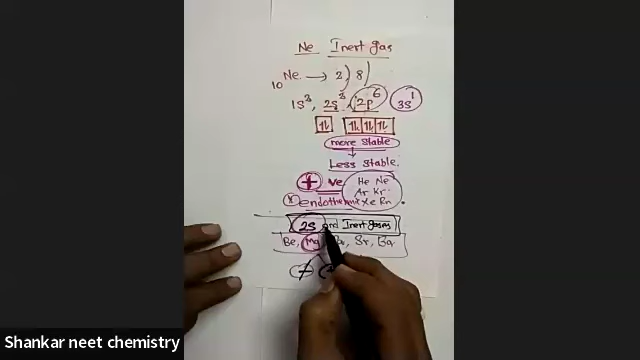 Ne Inert gas
10Ne. → 2) 8)
1s², 2s², 2p⁶ 3s¹
⥮ ⥮⥮⥮
more stable
↓
Less stable.
+ ve He Ne
Ar Kr
endothermic Xe Rn
2s and Inert gases
Be, Mg Sr, Ba
Shankar neet chemistry